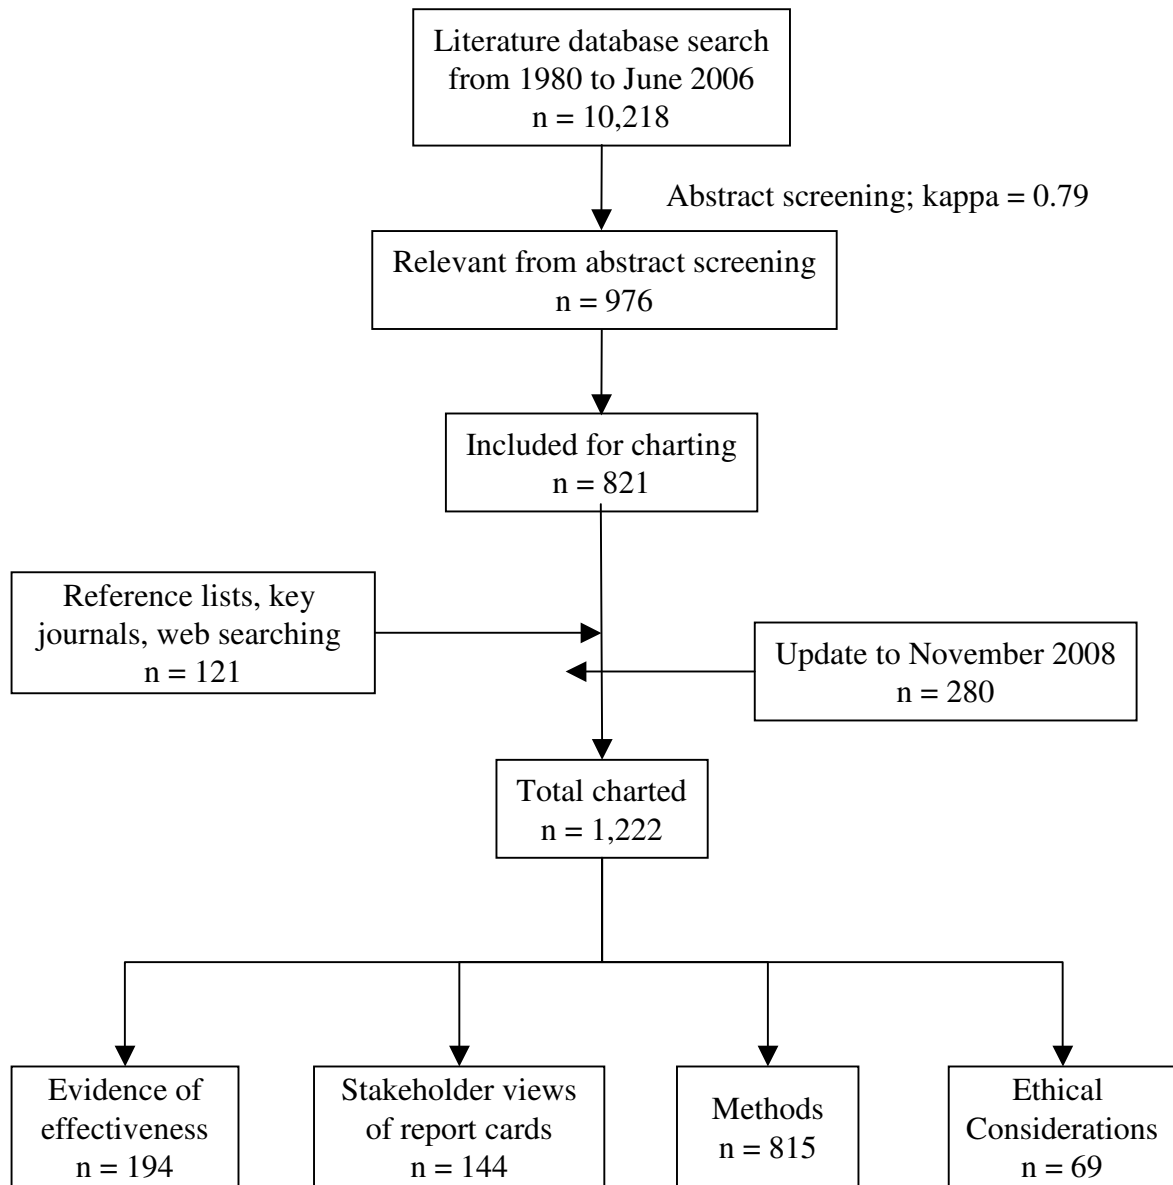 Literature database search
from 1980 to June 2006
n = 10,218
Abstract screening; kappa = 0.79
Relevant from abstract screening
n = 976
Included for charting
n = 821
Reference lists, key
journals, web searching
n = 121
Update to November 2008
n = 280
Total charted
n = 1,222
Evidence of
effectiveness
n = 194
Stakeholder views
of report cards
n = 144
Methods
n = 815
Ethical
Considerations
n = 69